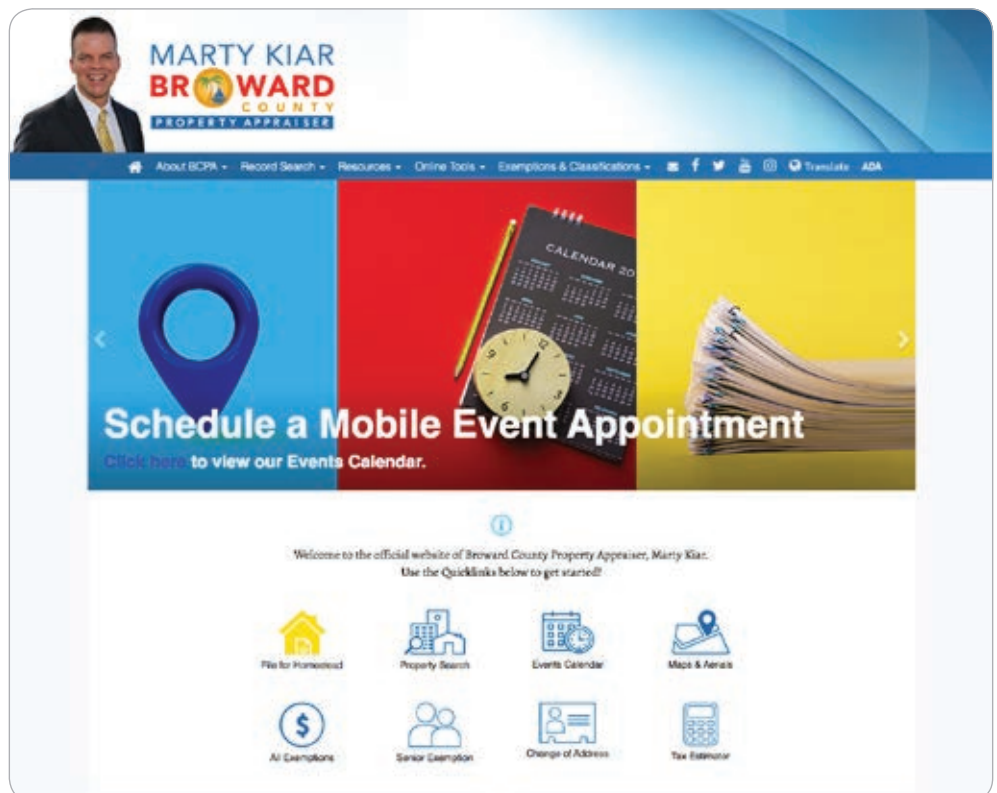 MARTY KIAR
BROWARD
COUNTY
PROPERTY APPRAISER
About BCPA Record Search Resources Online Tools Exemptions & Classifications Translate ADA
CALENDAR 20
Schedule a Mobile Event Appointment
Click here to view our Events Calendar.
Welcome to the official website of Broward County Property Appraiser, Marty Kiar.
Use the Quicklinks below to get started!
File for Homestead Property Search Events Calendar Maps & Aerials
All Exemptions Senior Exemption Change of Address Tax Estimator